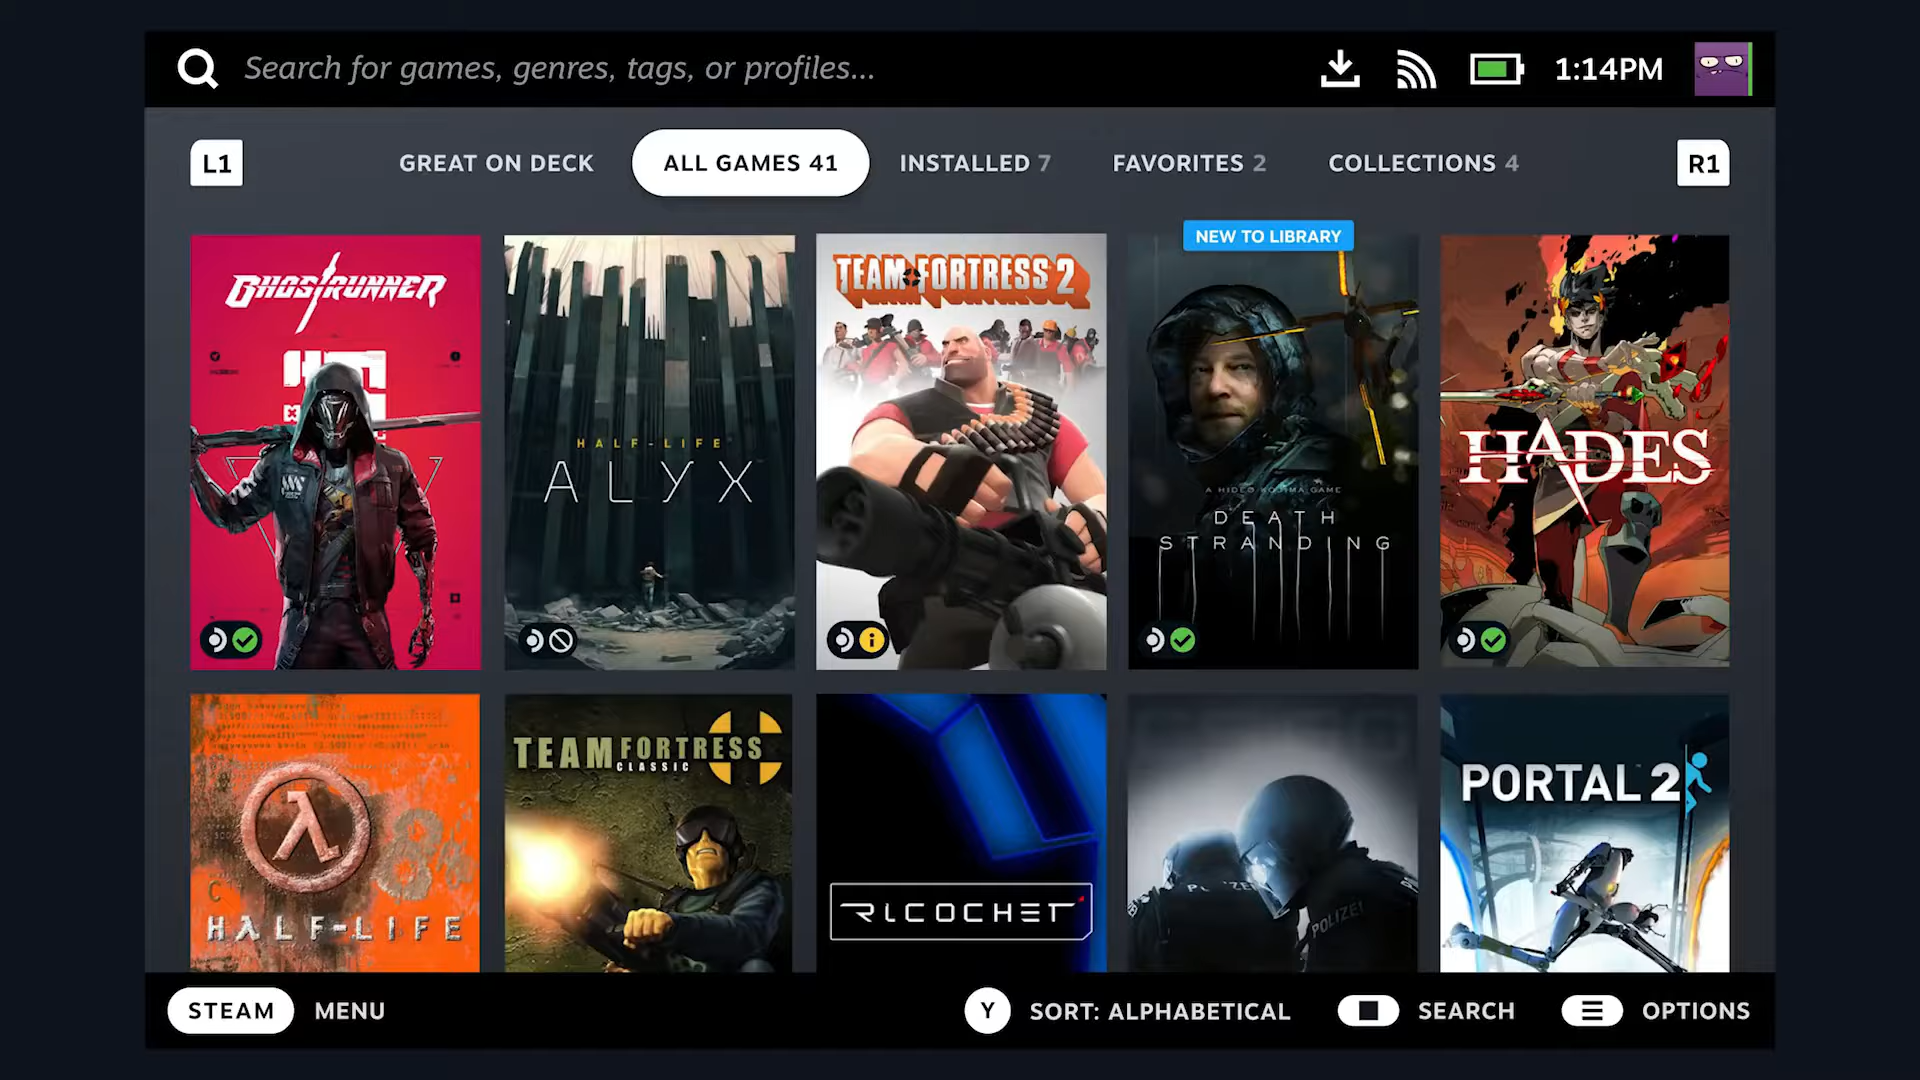 Search for games, genres, tags, or profiles...
1:14PM
L1
GREAT ON DECK
ALL GAMES 41
INSTALLED 7
FAVORITES 2
COLLECTIONS 4
R1
GHOSTRUNNER
HALF-LIFE
ALYX
TEAM FORTRESS 2
NEW TO LIBRARY
A HIDEO KOJIMA GAME
DEATH
STRANDING
HADES
HALF-LIFE
TEAM FORTRESS
CLASSIC
RICOCHET
POLIZEI
POLIZEI
PORTAL 2
STEAM
MENU
Y
SORT: ALPHABETICAL
SEARCH
OPTIONS